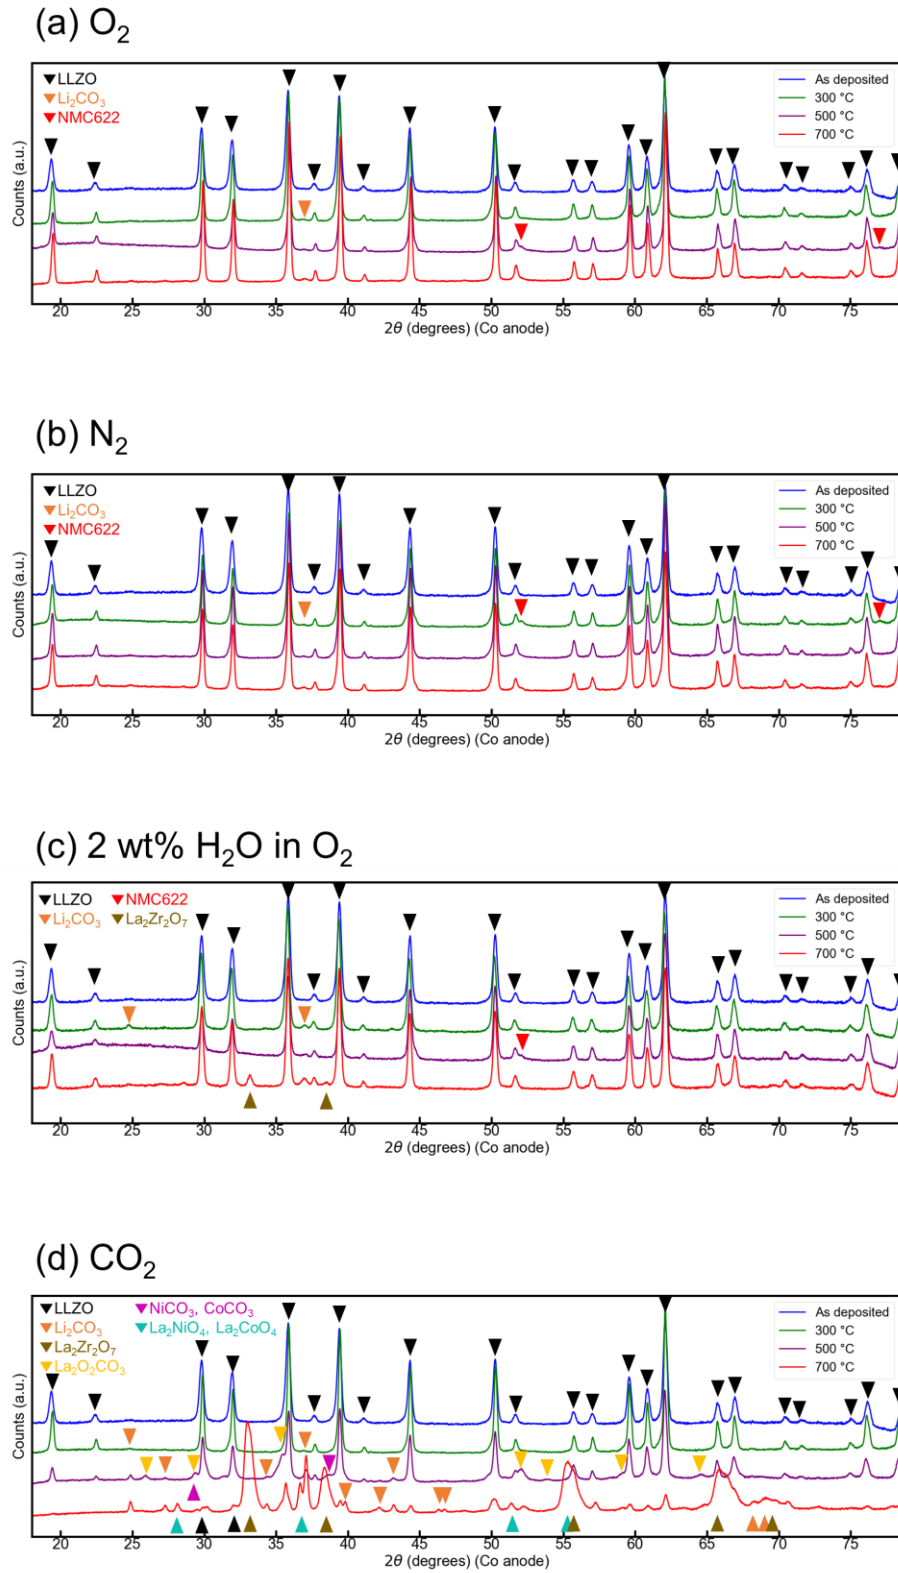 (a) O₂
▼LLZO
▼Li₂CO₃
▼NMC622
As deposited
300 °C
500 °C
700 °C
Counts (a.u.)
20 25 30 35 40 45 50 55 60 65 70 75
2θ (degrees) (Co anode)
(b) N₂
▼LLZO
▼Li₂CO₃
▼NMC622
As deposited
300 °C
500 °C
700 °C
Counts (a.u.)
20 25 30 35 40 45 50 55 60 65 70 75
2θ (degrees) (Co anode)
(c) 2 wt% H₂O in O₂
▼LLZO ▼NMC622
▼Li₂CO₃ ▼La₂Zr₂O₇
As deposited
300 °C
500 °C
700 °C
Counts (a.u.)
20 25 30 35 40 45 50 55 60 65 70 75
2θ (degrees) (Co anode)
(d) CO₂
▼LLZO ▼NiCO₃, CoCO₃
▼Li₂CO₃ ▼La₂NiO₄, La₂CoO₄
▼La₂Zr₂O₇
▼La₂O₂CO₃
As deposited
300 °C
500 °C
700 °C
Counts (a.u.)
20 25 30 35 40 45 50 55 60 65 70 75
2θ (degrees) (Co anode)